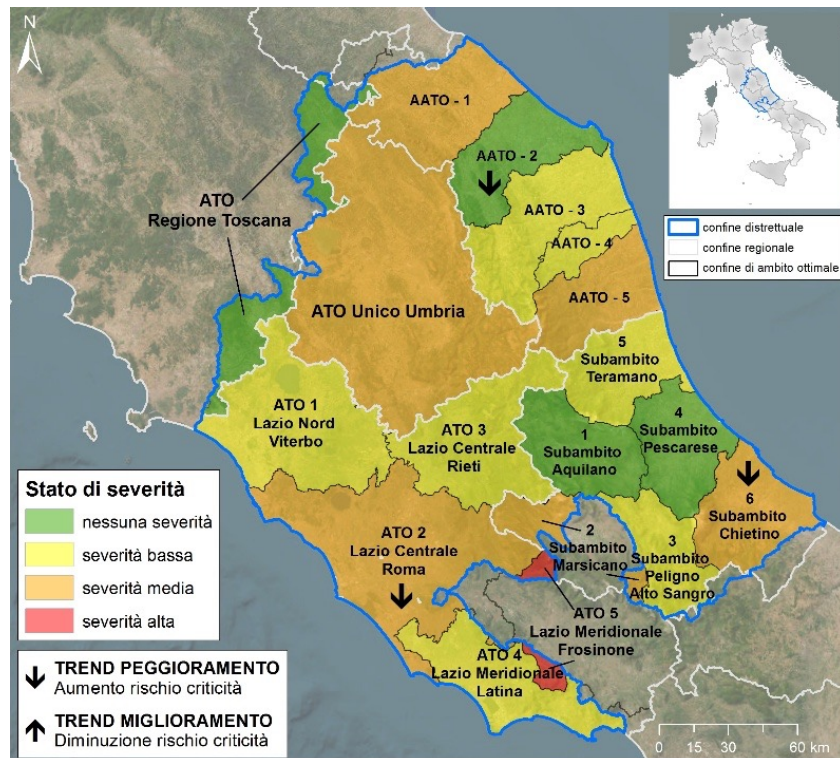 N
AATO - 1
AATO - 2
ATO
Regione Toscana
AATO - 3
AATO - 4
AATO - 5
ATO Unico Umbria
confine distrettuale
confine regionale
confine di ambito ottimale
5
Subambito
Teramano
ATO 1
Lazio Nord
Viterbo
ATO 3
Lazio Centrale
Rieti
1
Subambito
Aquilano
4
Subambito
Pescarese
6
Subambito
Chietino
ATO 2
Lazio Centrale
Roma
2
Subambito
Marsicano
3
Subambito
Peligno
Alto Sangro
ATO 5
Lazio Meridionale
Frosinone
ATO 4
Lazio Meridionale
Latina
Stato di severità
nessuna severità
severità bassa
severità media
severità alta
TREND PEGGIORAMENTO
Aumento rischio criticità
TREND MIGLIORAMENTO
Diminuzione rischio criticità
0 15 30 60 km